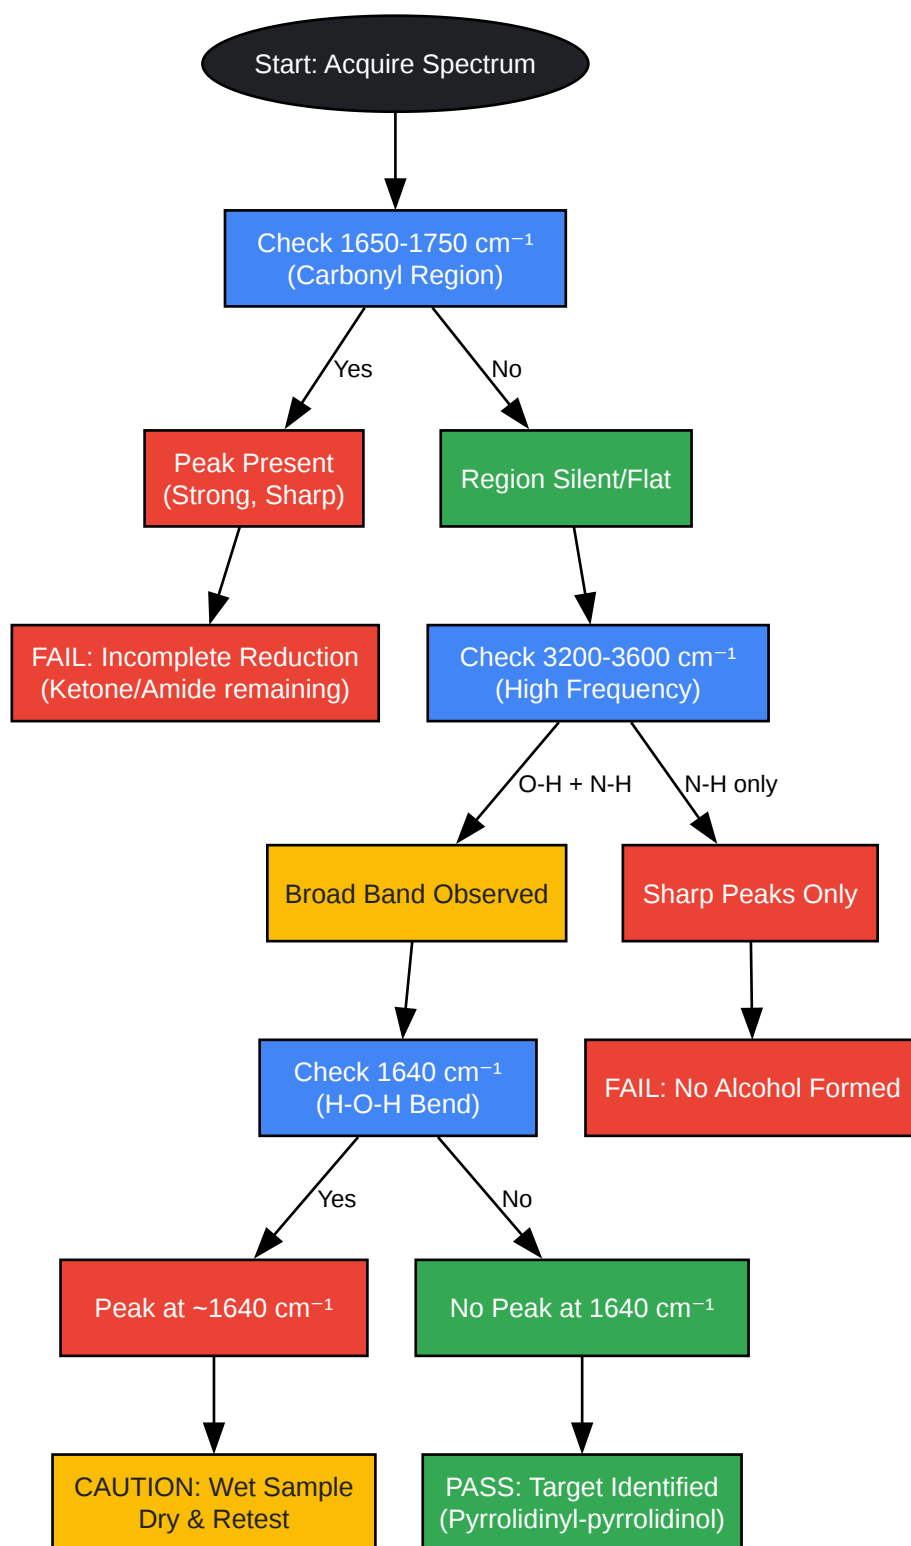 Start: Acquire Spectrum
Check 1650-1750 cm⁻¹
(Carbonyl Region)
Yes
No
Peak Present
(Strong, Sharp)
Region Silent/Flat
FAIL: Incomplete Reduction
(Ketone/Amide remaining)
Check 3200-3600 cm⁻¹
(High Frequency)
O-H + N-H
N-H only
Broad Band Observed
Sharp Peaks Only
Check 1640 cm⁻¹
(H-O-H Bend)
FAIL: No Alcohol Formed
Yes
No
Peak at ~1640 cm⁻¹
No Peak at 1640 cm⁻¹
CAUTION: Wet Sample
Dry & Retest
PASS: Target Identified
(Pyrrolidinyl-pyrrolidinol)